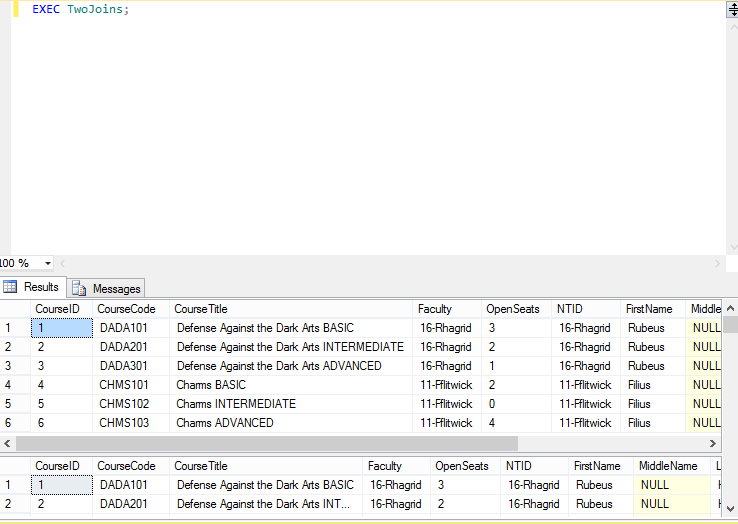 EXEC TwoJoins;
100 %
Results Messages
CourseID CourseCode CourseTitle Faculty OpenSeats NTID FirstName Middle
1 1 DADA101 Defense Against the Dark Arts BASIC 16-Rhagrid 3 16-Rhagrid Rubeus NULL
2 2 DADA201 Defense Against the Dark Arts INTERMEDIATE 16-Rhagrid 2 16-Rhagrid Rubeus NULL
3 3 DADA301 Defense Against the Dark Arts ADVANCED 16-Rhagrid 1 16-Rhagrid Rubeus NULL
4 4 CHMS101 Charms BASIC 11-Fflitwick 2 11-Fflitwick Filius NULL
5 5 CHMS102 Charms INTERMEDIATE 11-Fflitwick 0 11-Fflitwick Filius NULL
6 6 CHMS103 Charms ADVANCED 11-Fflitwick 4 11-Fflitwick Filius NULL
CourseID CourseCode CourseTitle Faculty OpenSeats NTID FirstName MiddleName L
1 1 DADA101 Defense Against the Dark Arts BASIC 16-Rhagrid 3 16-Rhagrid Rubeus NULL H
2 2 DADA201 Defense Against the Dark Arts INT... 16-Rhagrid 2 16-Rhagrid Rubeus NULL H